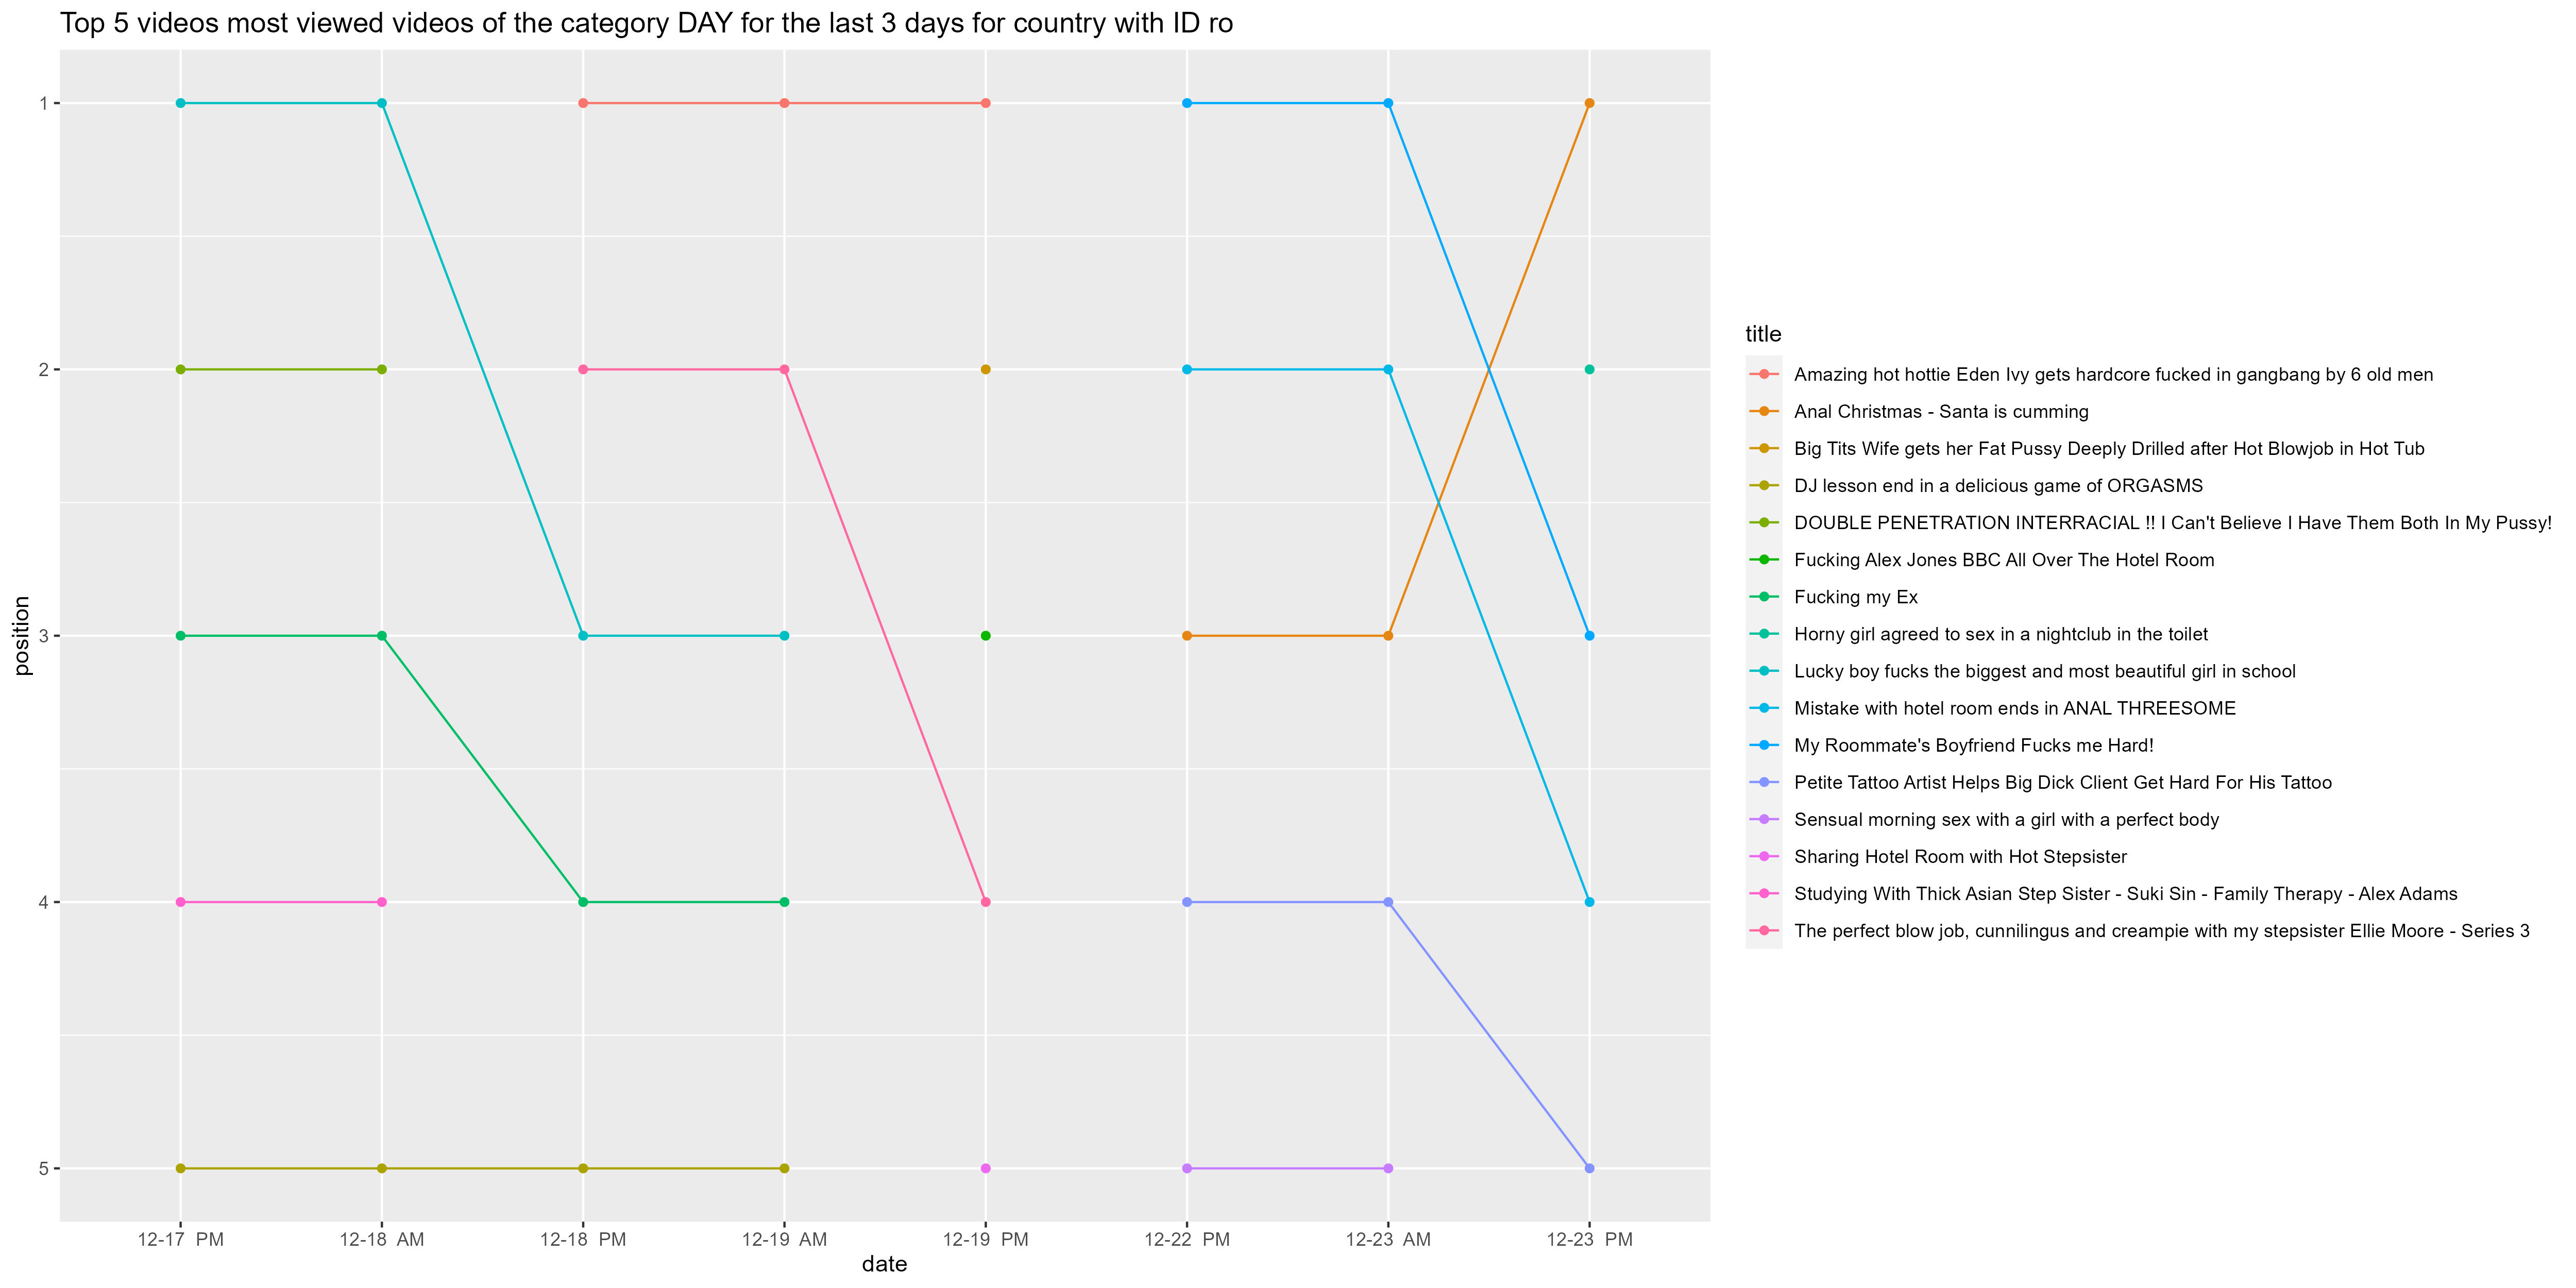 Top 5 videos most viewed videos of the category DAY for the last 3 days for country with ID ro
position
1
2
3
4
5
12-17 PM
12-18 AM
12-18 PM
12-19 AM
12-19 PM
12-22 PM
12-23 AM
12-23 PM
date
title
Amazing hot hottie Eden Ivy gets hardcore fucked in gangbang by 6 old men
Anal Christmas - Santa is cumming
Big Tits Wife gets her Fat Pussy Deeply Drilled after Hot Blowjob in Hot Tub
DJ lesson end in a delicious game of ORGASMS
DOUBLE PENETRATION INTERRACIAL !! I Can't Believe I Have Them Both In My Pussy!
Fucking Alex Jones BBC All Over The Hotel Room
Fucking my Ex
Horny girl agreed to sex in a nightclub in the toilet
Lucky boy fucks the biggest and most beautiful girl in school
Mistake with hotel room ends in ANAL THREESOME
My Roommate's Boyfriend Fucks me Hard!
Petite Tattoo Artist Helps Big Dick Client Get Hard For His Tattoo
Sensual morning sex with a girl with a perfect body
Sharing Hotel Room with Hot Stepsister
Studying With Thick Asian Step Sister - Suki Sin - Family Therapy - Alex Adams
The perfect blow job, cunnilingus and creampie with my stepsister Ellie Moore - Series 3